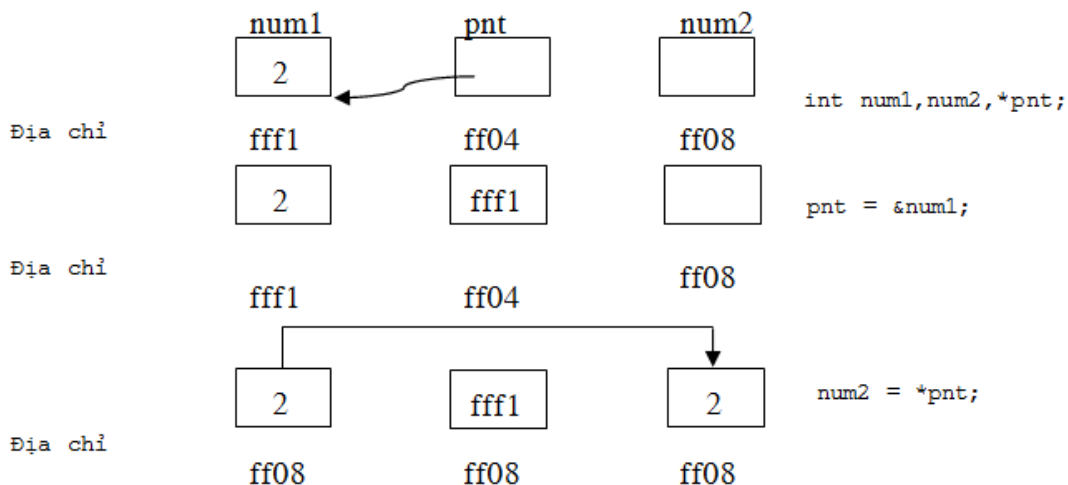 num1 pnt num2
2
int num1,num2,*pnt;
Địa chỉ fff1 ff04 ff08
2 fff1 pnt = &num1;
Địa chỉ fff1 ff04 ff08
2 fff1 2 num2 = *pnt;
Địa chỉ ff08 ff08 ff08